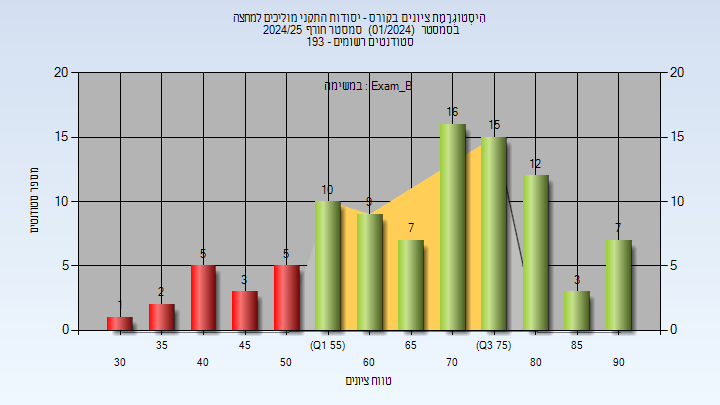 היסטוגרמת ציונים בקורס - יסודות התקני מוליכים למחצה
בסמסטר (01/2024) סמסטר חורף 2024/25
סטודנטים רשומים - 193
במשימה : Exam_B
מספר סטודנטים
20 20
15 15
10 10
5 5
0 0
1 2 5 3 5 10 9 7 16 15 12 3 7
35 45 (Q1 55) 65 (Q3 75) 85
30 40 50 60 70 80 90
טווח ציונים